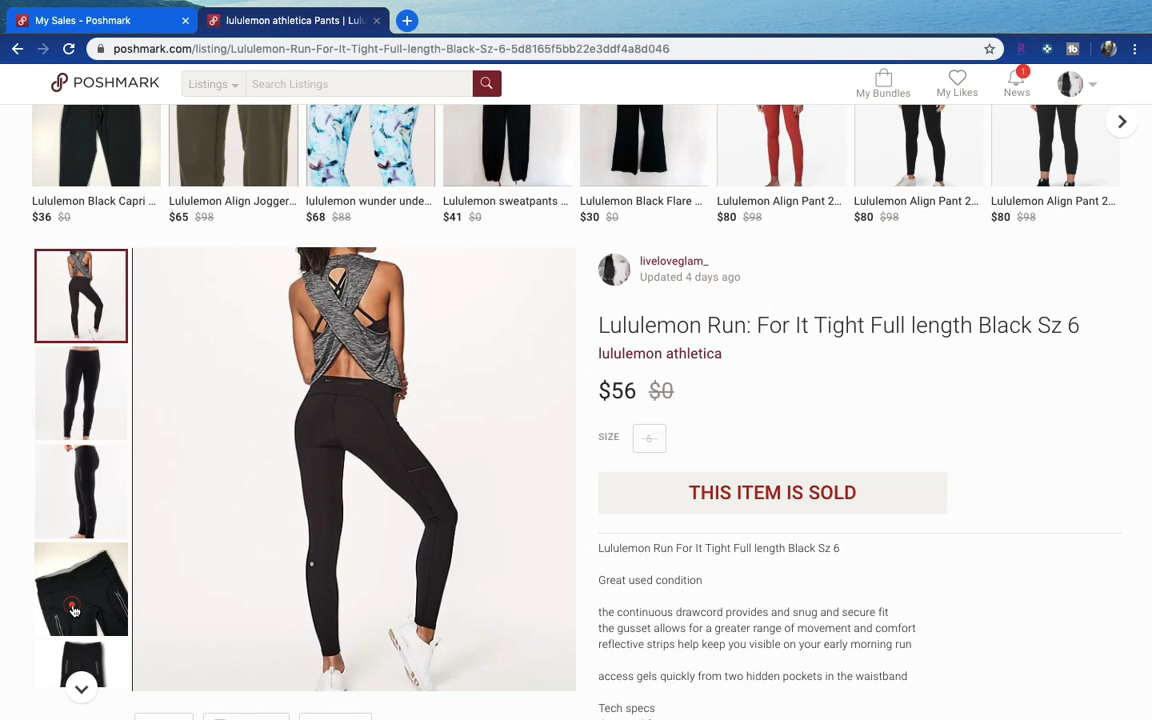 My Sales - Poshmark
lululemon athletica Pants | Lul
poshmark.com/listing/Lululemon-Run-For-It-Tight-Full-length-Black-Sz-6-5d8165f5bb22e3ddf4a8d046
POSHMARK
Listings
Search Listings
My Bundles
My Likes
1
News
Lululemon Black Capri ...
$36 $0
Lululemon Align Jogger...
$65 $98
lululemon wunder unde...
$68 $88
Lululemon sweatpants ...
$41 $0
Lululemon Black Flare ...
$30 $0
Lululemon Align Pant 2...
$80 $98
Lululemon Align Pant 2...
$80 $98
Lululemon Align Pant 2...
$80 $98
liveloveglam_
Updated 4 days ago
Lululemon Run: For It Tight Full length Black Sz 6
lululemon athletica
$56 $0
SIZE
6
THIS ITEM IS SOLD
Lululemon Run For It Tight Full length Black Sz 6
Great used condition
the continuous drawcord provides and snug and secure fit
the gusset allows for a greater range of movement and comfort
reflective strips help keep you visible on your early morning run
access gels quickly from two hidden pockets in the waistband
Tech specs